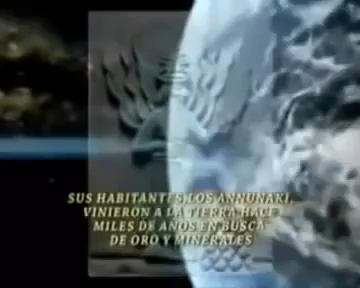 SUS HABITANTES, LOS ANNUNAKI,
VINIERON A LA TIERRA HACE
MILES DE AÑOS EN BUSCA
DE ORO Y MINERALES